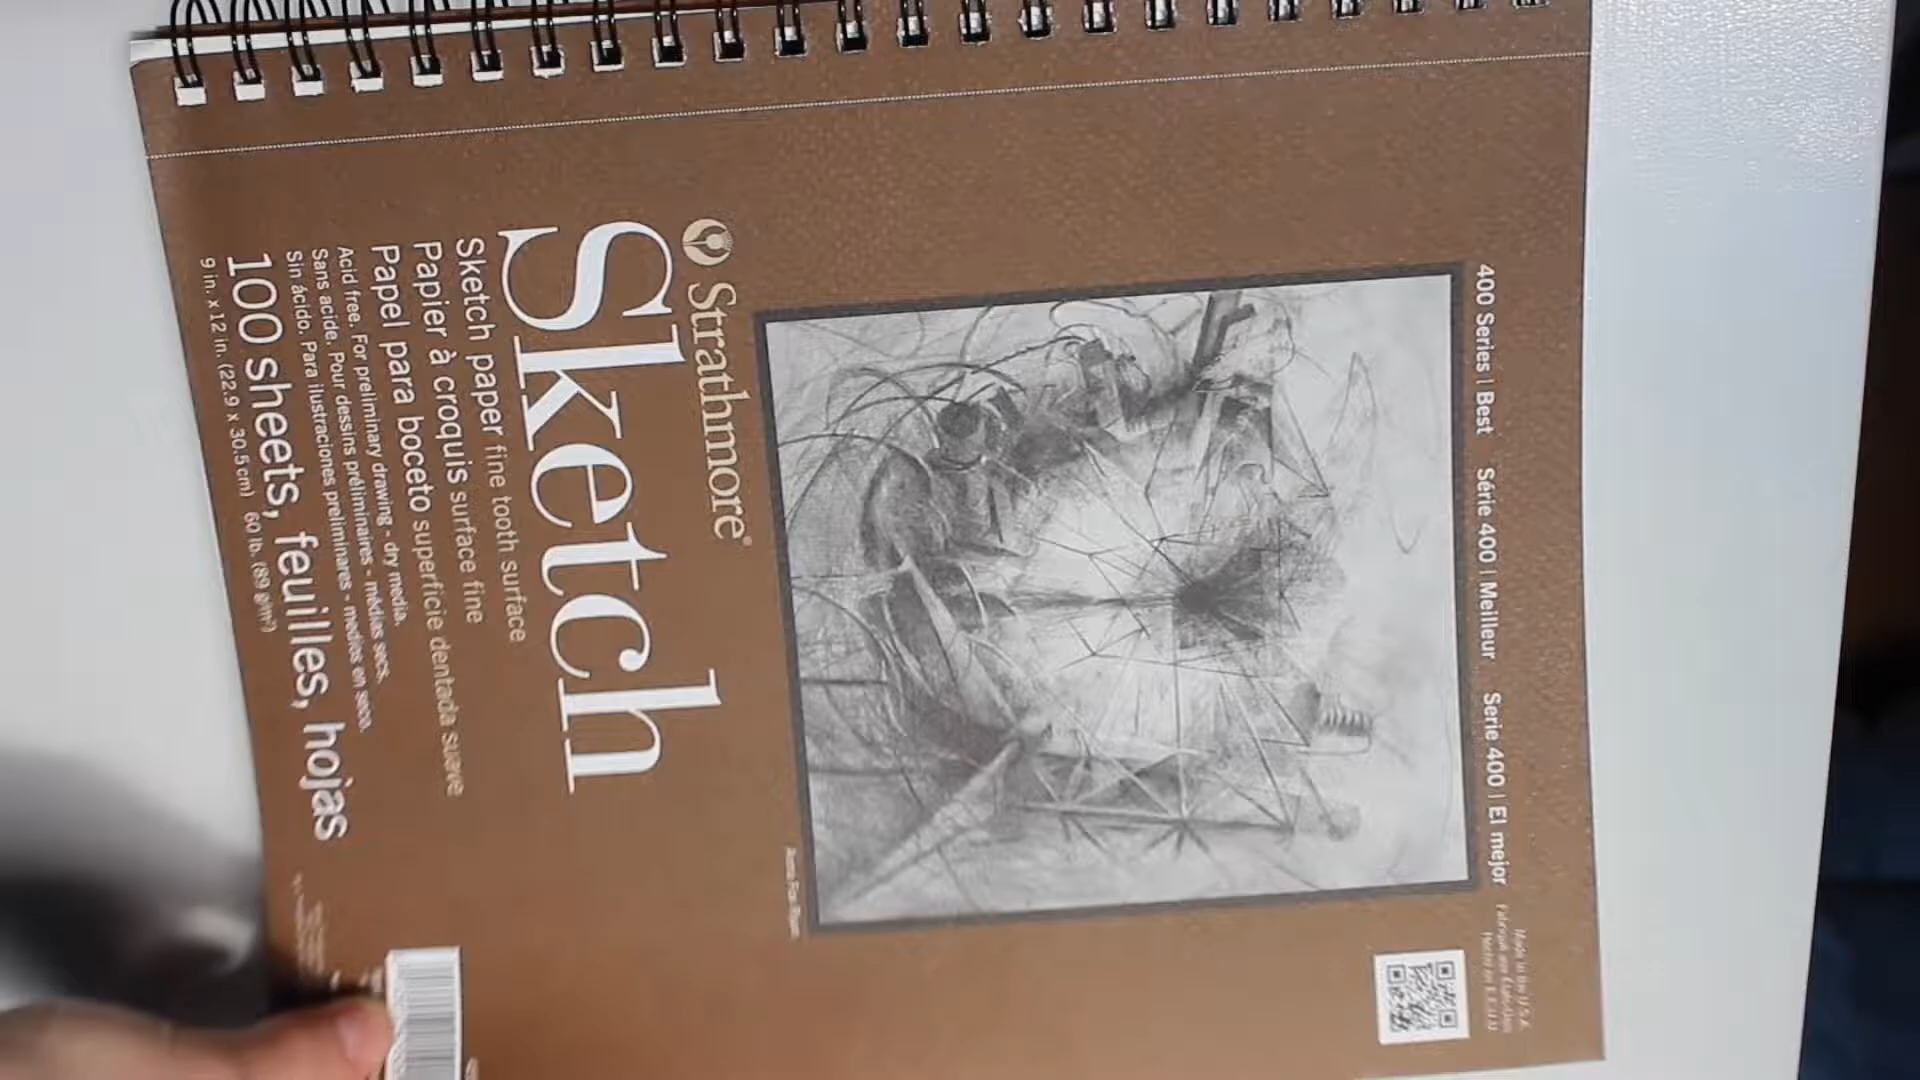 400 Series | Best    Série 400 | Meilleur    Serie 400 | El mejor
Made in the U.S.A.
Strathmore®
Sketch
Sketch paper fine tooth surface
Papier à croquis surface fine
Papel para boceto superficie dentada suave
Acid free. For preliminary drawing - dry media.
Sans acide. Pour dessins préliminaires - médias secs.
Sin ácido. Para ilustraciones preliminares - medios en seco.
100 sheets, feuilles, hojas
9 in. x 12 in. (22.9 x 30.5 cm)  60 lb. (89 g/m²)